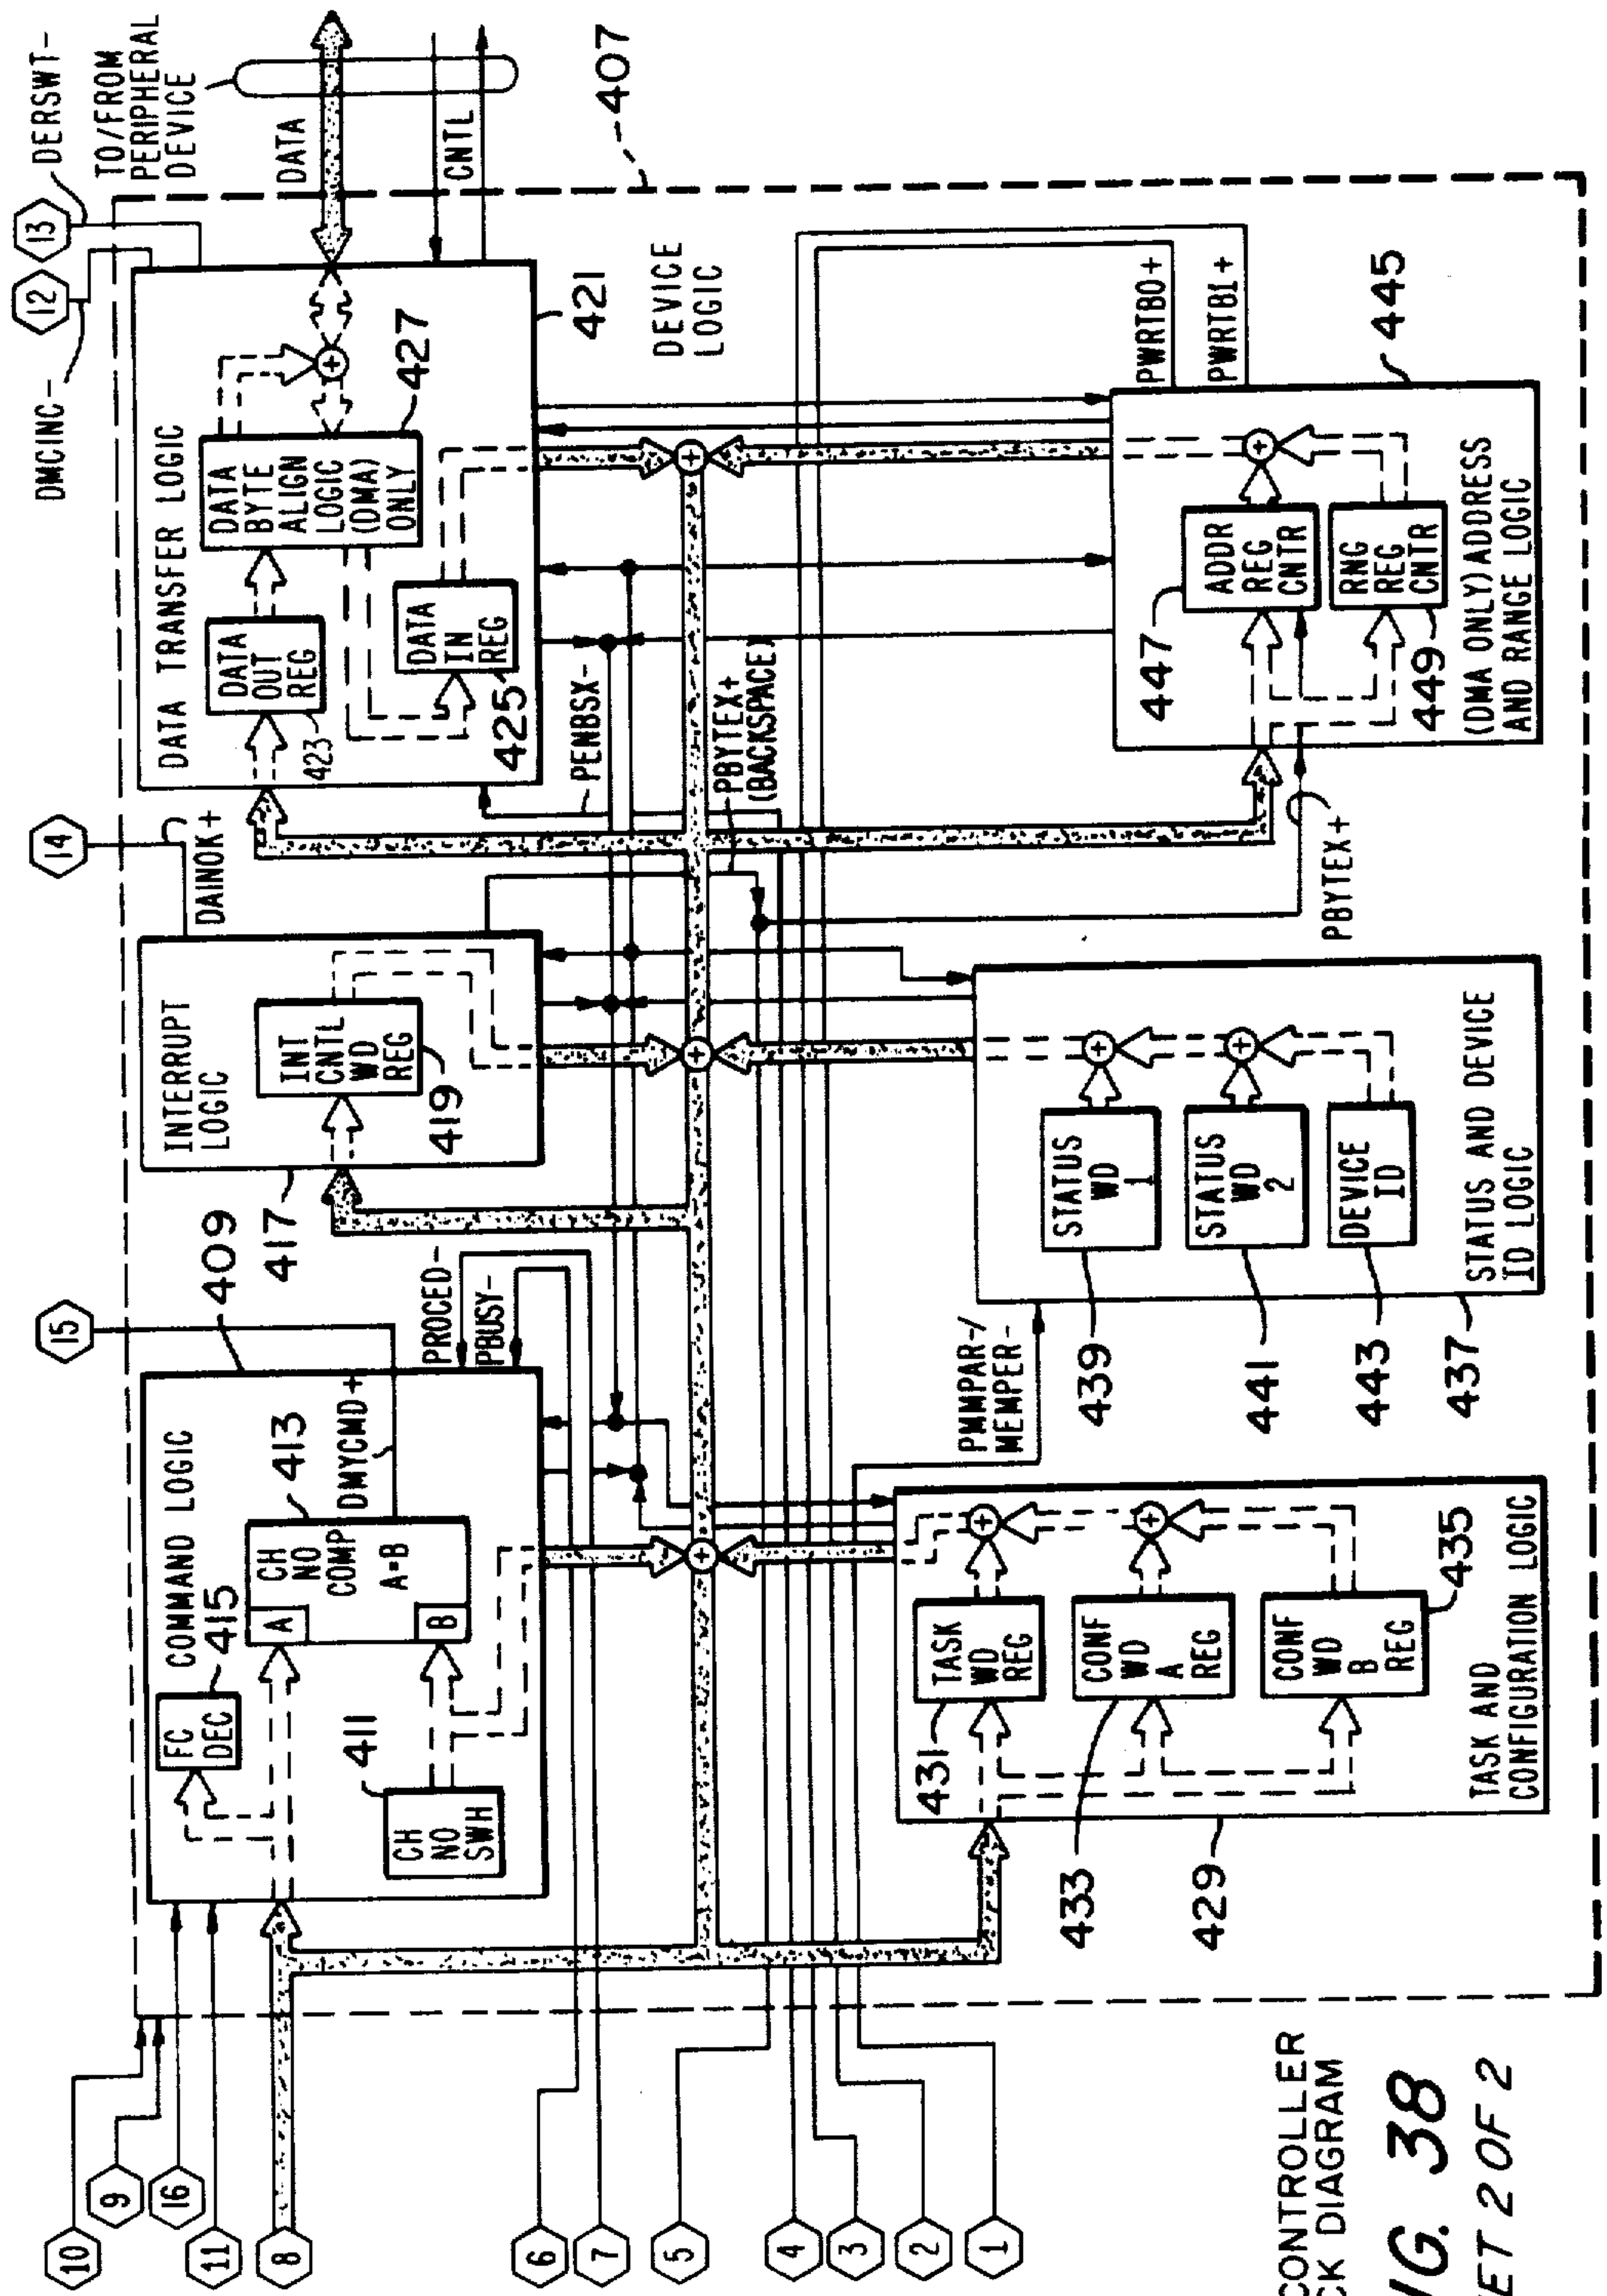 10
9
16
11
8
6
7
5
4
3
2
1
15
14
12
13
DMCINC-
DERSWT-
TO/FROM
PERIPHERAL
DEVICE
DATA
CNTL
407
409
COMMAND LOGIC
FC
DEC
415
A
CH
NO
COMP
A=B
B
413
DMYCMD+
411
CH
NO
SWH
PROCED-
PBUSY-
417
INTERRUPT
LOGIC
INT
CNTL
WD
REG
419
DAINOK+
DATA TRANSFER LOGIC
DATA
OUT
REG
423
DATA
BYTE
ALIGN
LOGIC
(DMA)
ONLY
427
DATA
IN
REG
425
421
DEVICE
LOGIC
PENBSX-
PBYTEX+
(BACKSPACE)
PWRTBO+
PWRTBI+
TASK
WD
REG
431
CONF
WD
A
REG
433
CONF
WD
B
REG
435
429
TASK AND
CONFIGURATION LOGIC
PMMPAR-/
MEMPER-
STATUS
WD
1
439
STATUS
WD
2
441
DEVICE
ID
443
437
STATUS AND DEVICE
ID LOGIC
PBYTEX+
ADDR
REG
CNTR
447
RNG
REG
CNTR
449
445
(DMA ONLY) ADDRESS
AND RANGE LOGIC
CONTROLLER
CK DIAGRAM
IG. 38
ET 2 OF 2